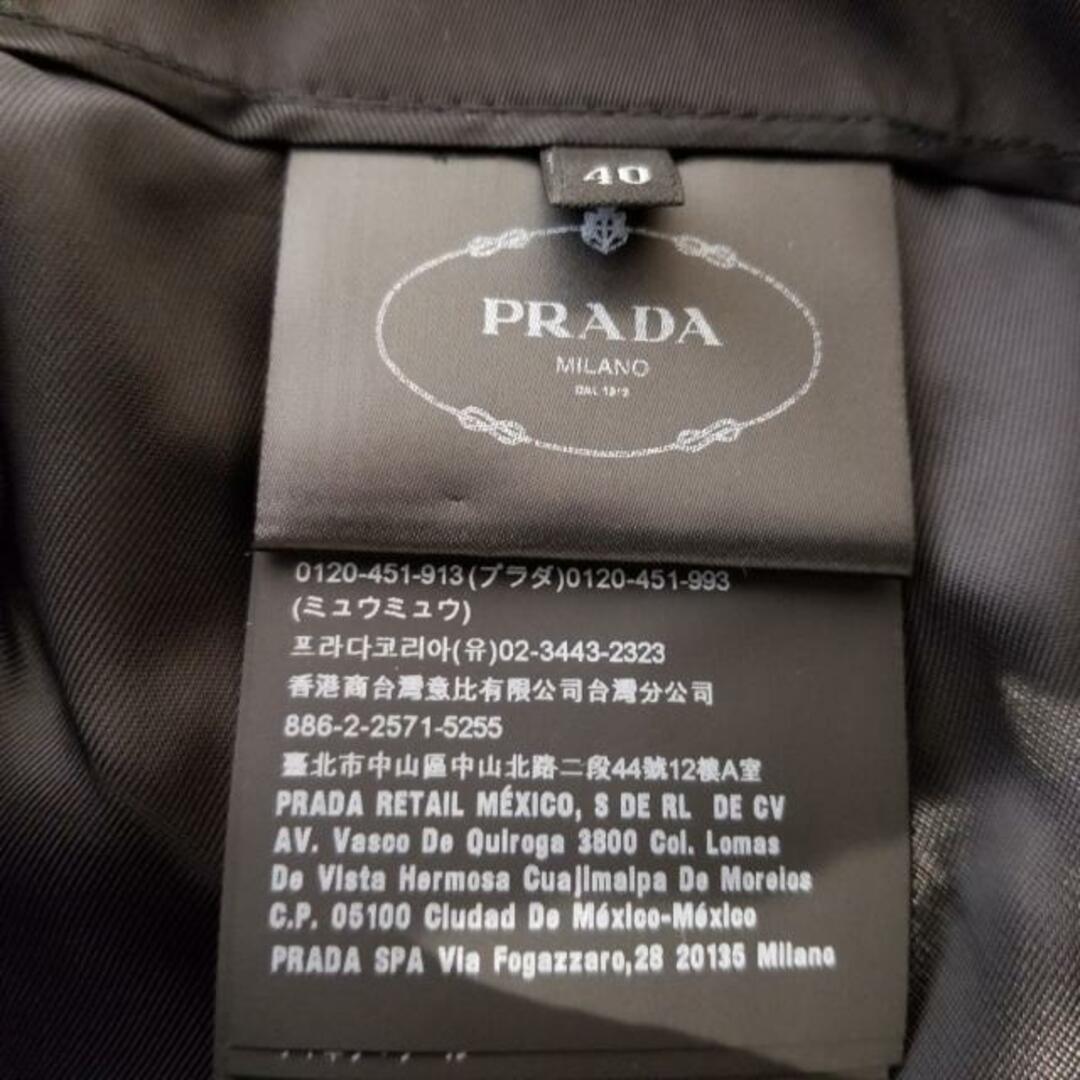 40
PRADA
MILANO
DAL 1913
0120-451-913(プラダ)0120-451-993
(ミュウミュウ)
프라다코리아(유)02-3443-2323
香港商台灣意比有限公司台灣分公司
886-2-2571-5255
臺北市中山區中山北路二段44號12樓A室
PRADA RETAIL MÉXICO, S DE RL DE CV
AV. Vasco De Quiroga 3800 Col. Lomas
De Vista Hermosa Cuajimalpa De Morelos
C.P. 05100 Ciudad De México-México
PRADA SPA Via Fogazzaro,28 20135 Milano